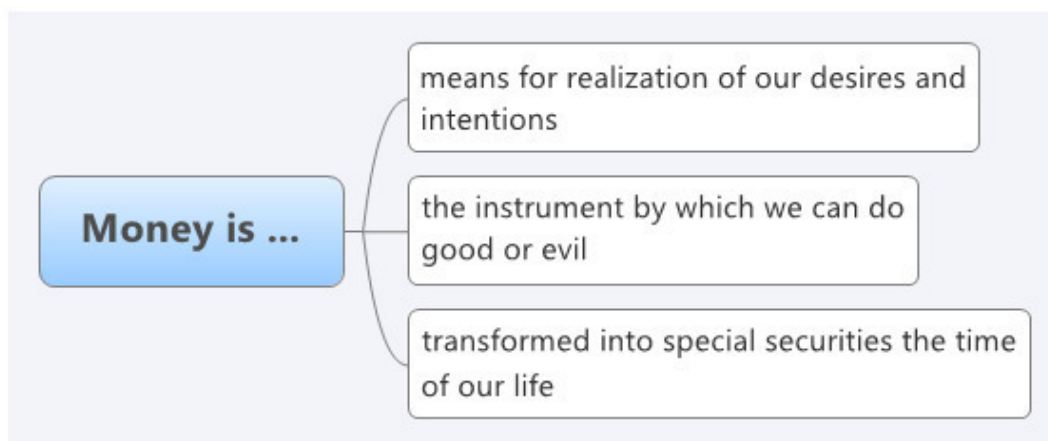 Money is ...
means for realization of our desires and
intentions
the instrument by which we can do
good or evil
transformed into special securities the time
of our life